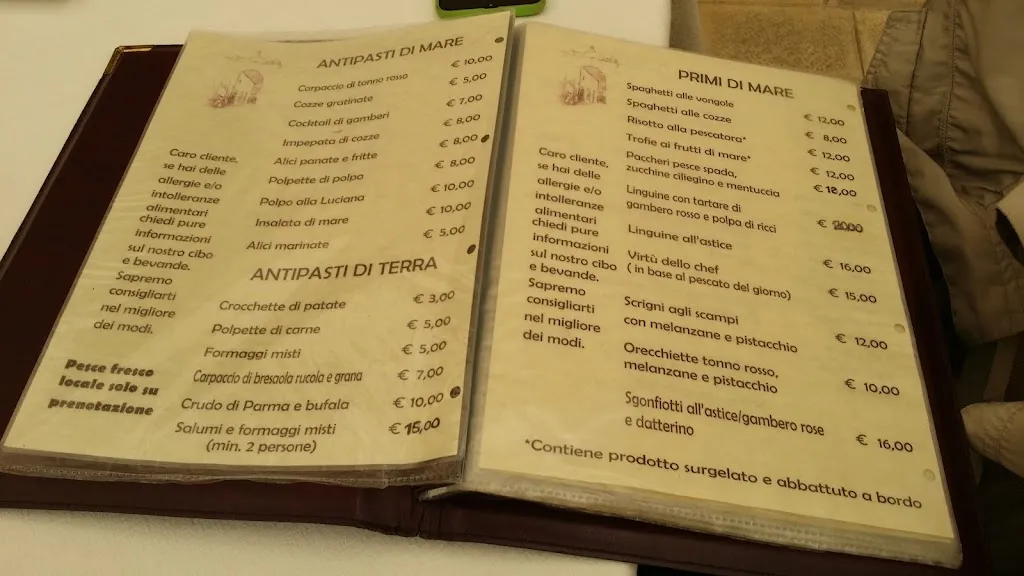 ANTIPASTI DI MARE
Carpaccio di tonno rosso € 10,00
Cozze gratinate € 5,00
Cocktail di gamberi € 7,00
Impepata di cozze € 8,00
Alici panate e fritte € 8,00
Polpette di polpo € 8,00
Polpo alla Luciana € 10,00
Insalata di mare € 10,00
Alici marinate € 5,00
ANTIPASTI DI TERRA
Crocchette di patate € 3,00
Polpette di carne € 5,00
Formaggi misti € 5,00
Carpaccio di bresaola rucola e grana € 7,00
Crudo di Parma e bufala € 10,00
Salumi e formaggi misti € 15,00
(min. 2 persone)
Caro cliente,
se hai delle
allergie e/o
intolleranze
alimentari
chiedi pure
informazioni
sul nostro cibo
e bevande.
Sapremo
consigliarti
nel migliore
dei modi.
Pesce fresco
locale solo su
prenotazione
PRIMI DI MARE
Spaghetti alle vongole € 12,00
Spaghetti alle cozze € 8,00
Risotto alla pescatora* € 12,00
Trofie ai frutti di mare* € 12,00
Paccheri pesce spada,
zucchine ciliegino e mentuccia € 18,00
Linguine con tartare di
gambero rosso e polpa di ricci € 2000
Linguine all'astice € 16,00
Virtù dello chef
( in base al pescato del giorno) € 15,00
Scrigni agli scampi
con melanzane e pistacchio € 12,00
Orecchiette tonno rosso,
melanzane e pistacchio € 10,00
Sgonfiotti all'astice/gambero rose
e datterino € 16,00
Caro cliente,
se hai delle
allergie e/o
intolleranze
alimentari
chiedi pure
informazioni
sul nostro cibo
e bevande.
Sapremo
consigliarti
nel migliore
dei modi.
*Contiene prodotto surgelato e abbattuto a bordo